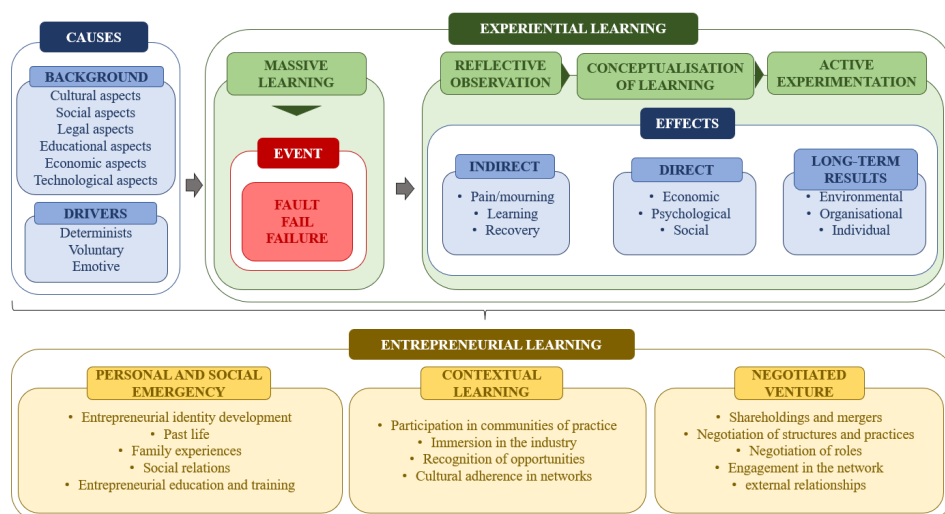 CAUSES
BACKGROUND
Cultural aspects
Social aspects
Legal aspects
Educational aspects
Economic aspects
Technological aspects
DRIVERS
Determinists
Voluntary
Emotive
EXPERIENTIAL LEARNING
MASSIVE
LEARNING
EVENT
FAULT
FAIL
FAILURE
REFLECTIVE
OBSERVATION
CONCEPTUALISATION
OF LEARNING
ACTIVE
EXPERIMENTATION
EFFECTS
INDIRECT
• Pain/mourning
• Learning
• Recovery
DIRECT
• Economic
• Psychological
• Social
LONG-TERM
RESULTS
• Environmental
• Organisational
• Individual
ENTREPRENEURIAL LEARNING
PERSONAL AND SOCIAL
EMERGENCY
• Entrepreneurial identity development
• Past life
• Family experiences
• Social relations
• Entrepreneurial education and training
CONTEXTUAL
LEARNING
• Participation in communities of practice
• Immersion in the industry
• Recognition of opportunities
• Cultural adherence in networks
NEGOTIATED
VENTURE
• Shareholdings and mergers
• Negotiation of structures and practices
• Negotiation of roles
• Engagement in the network
• external relationships